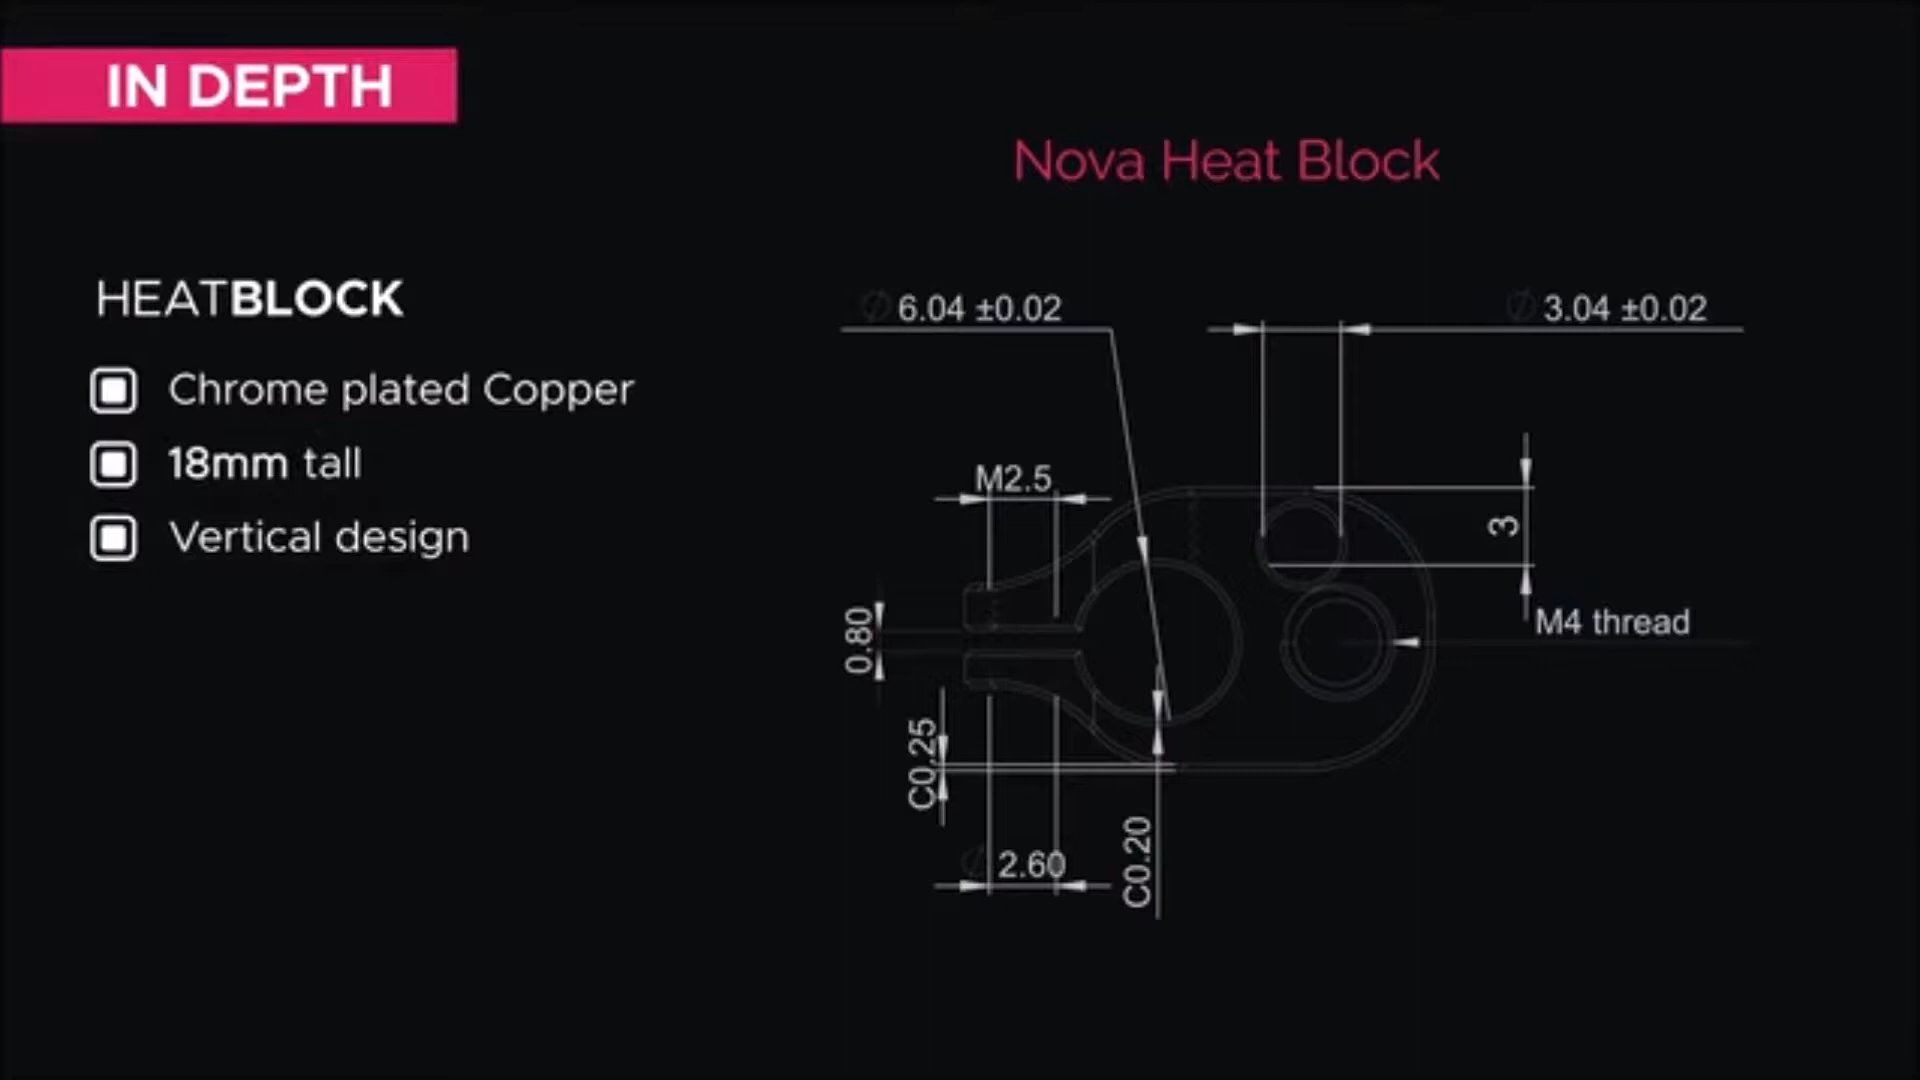 IN DEPTH
Nova Heat Block
HEATBLOCK
Chrome plated Copper
18mm tall
Vertical design
∅ 6.04 ±0.02
∅ 3.04 ±0.02
M2.5
3
0.80
M4 thread
C0.25
∅ 2.60
C0.20